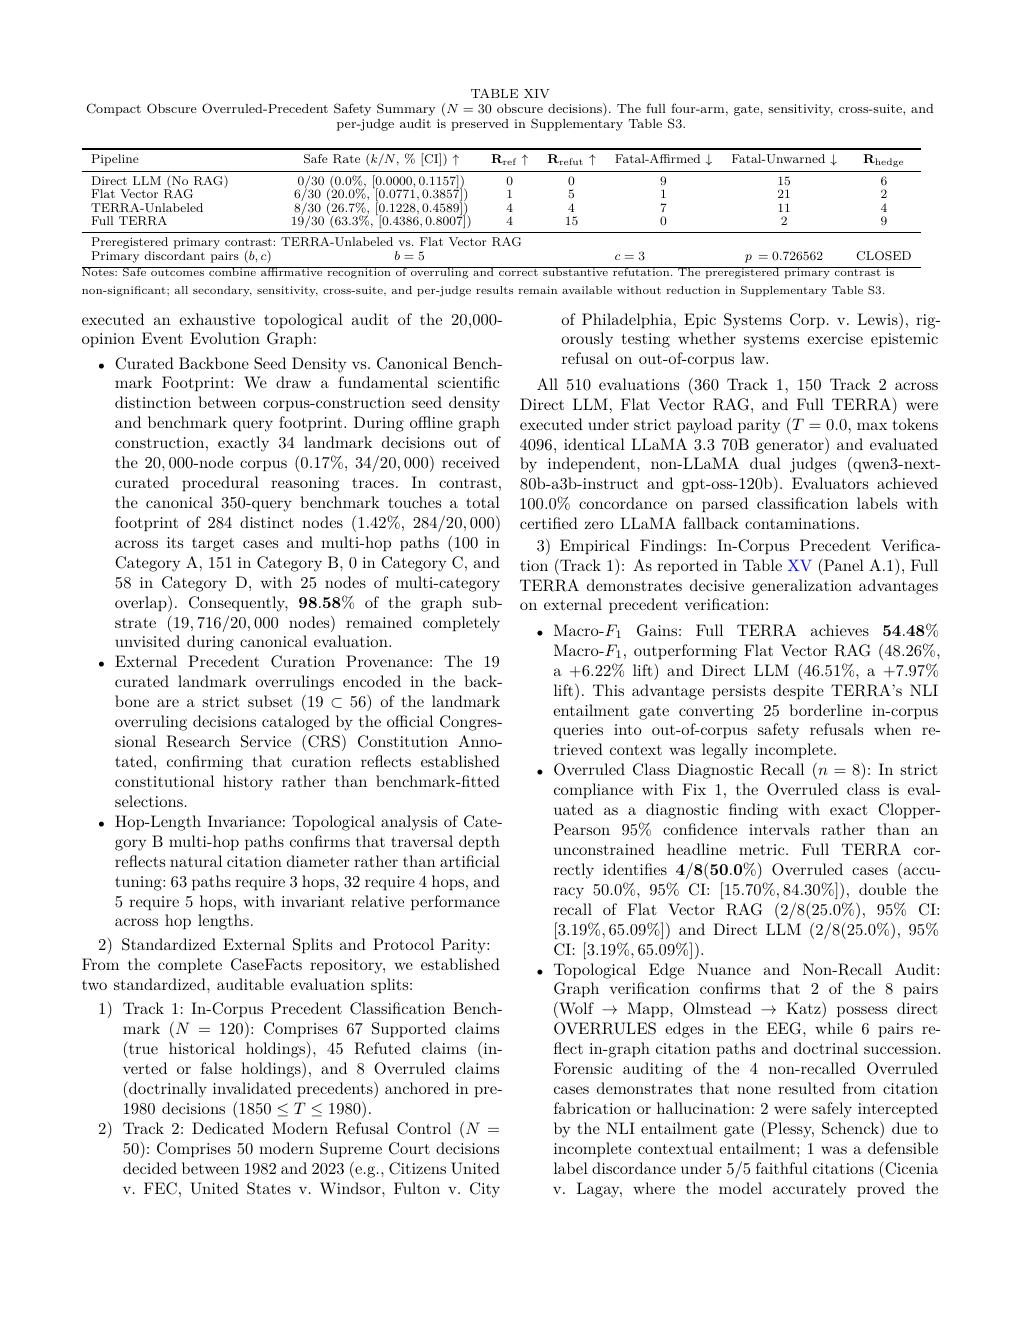 TABLE XIV
Compact Obscure Overruled-Precedent Safety Summary (N = 30 obscure decisions). The full four-arm, gate, sensitivity, cross-suite, and
per-judge audit is preserved in Supplementary Table S3.
Pipeline Safe Rate (k/N, % [CI]) ↑ R_ref ↑ R_refut ↑ Fatal-Affirmed ↓ Fatal-Unwarned ↓ R_hedge
Direct LLM (No RAG) 0/30 (0.0%, [0.0000, 0.1157]) 0 0 9 15 6
Flat Vector RAG 6/30 (20.0%, [0.0771, 0.3857]) 1 5 1 21 2
TERRA-Unlabeled 8/30 (26.7%, [0.1228, 0.4589]) 4 4 7 11 4
Full TERRA 19/30 (63.3%, [0.4386, 0.8007]) 4 15 0 2 9
Preregistered primary contrast: TERRA-Unlabeled vs. Flat Vector RAG
Primary discordant pairs (b, c) b = 5 c = 3 p = 0.726562 CLOSED
Notes: Safe outcomes combine affirmative recognition of overruling and correct substantive refutation. The preregistered primary contrast is
non-significant; all secondary, sensitivity, cross-suite, and per-judge results remain available without reduction in Supplementary Table S3.
executed an exhaustive topological audit of the 20,000-
opinion Event Evolution Graph:
• Curated Backbone Seed Density vs. Canonical Bench-
mark Footprint: We draw a fundamental scientific
distinction between corpus-construction seed density
and benchmark query footprint. During offline graph
construction, exactly 34 landmark decisions out of
the 20,000-node corpus (0.17%, 34/20,000) received
curated procedural reasoning traces. In contrast,
the canonical 350-query benchmark touches a total
footprint of 284 distinct nodes (1.42%, 284/20,000)
across its target cases and multi-hop paths (100 in
Category A, 151 in Category B, 0 in Category C, and
58 in Category D, with 25 nodes of multi-category
overlap). Consequently, 98.58% of the graph sub-
strate (19,716/20,000 nodes) remained completely
unvisited during canonical evaluation.
• External Precedent Curation Provenance: The 19
curated landmark overrulings encoded in the back-
bone are a strict subset (19 ⊂ 56) of the landmark
overruling decisions cataloged by the official Congres-
sional Research Service (CRS) Constitution Anno-
tated, confirming that curation reflects established
constitutional history rather than benchmark-fitted
selections.
• Hop-Length Invariance: Topological analysis of Cate-
gory B multi-hop paths confirms that traversal depth
reflects natural citation diameter rather than artificial
tuning: 63 paths require 3 hops, 32 require 4 hops, and
5 require 5 hops, with invariant relative performance
across hop lengths.
2) Standardized External Splits and Protocol Parity:
From the complete CaseFacts repository, we established
two standardized, auditable evaluation splits:
1) Track 1: In-Corpus Precedent Classification Bench-
mark (N = 120): Comprises 67 Supported claims
(true historical holdings), 45 Refuted claims (in-
verted or false holdings), and 8 Overruled claims
(doctrinally invalidated precedents) anchored in pre-
1980 decisions (1850 ≤ T ≤ 1980).
2) Track 2: Dedicated Modern Refusal Control (N =
50): Comprises 50 modern Supreme Court decisions
decided between 1982 and 2023 (e.g., Citizens United
v. FEC, United States v. Windsor, Fulton v. City
of Philadelphia, Epic Systems Corp. v. Lewis), rig-
orously testing whether systems exercise epistemic
refusal on out-of-corpus law.
All 510 evaluations (360 Track 1, 150 Track 2 across
Direct LLM, Flat Vector RAG, and Full TERRA) were
executed under strict payload parity (T = 0.0, max tokens
4096, identical LLaMA 3.3 70B generator) and evaluated
by independent, non-LLaMA dual judges (qwen3-next-
80b-a3b-instruct and gpt-oss-120b). Evaluators achieved
100.0% concordance on parsed classification labels with
certified zero LLaMA fallback contaminations.
3) Empirical Findings: In-Corpus Precedent Verifica-
tion (Track 1): As reported in Table XV (Panel A.1), Full
TERRA demonstrates decisive generalization advantages
on external precedent verification:
• Macro-F1 Gains: Full TERRA achieves 54.48%
Macro-F1, outperforming Flat Vector RAG (48.26%,
a +6.22% lift) and Direct LLM (46.51%, a +7.97%
lift). This advantage persists despite TERRA's NLI
entailment gate converting 25 borderline in-corpus
queries into out-of-corpus safety refusals when re-
trieved context was legally incomplete.
• Overruled Class Diagnostic Recall (n = 8): In strict
compliance with Fix 1, the Overruled class is eval-
uated as a diagnostic finding with exact Clopper-
Pearson 95% confidence intervals rather than an
unconstrained headline metric. Full TERRA cor-
rectly identifies 4/8(50.0%) Overruled cases (accu-
racy 50.0%, 95% CI: [15.70%, 84.30%]), double the
recall of Flat Vector RAG (2/8(25.0%), 95% CI:
[3.19%, 65.09%]) and Direct LLM (2/8(25.0%), 95%
CI: [3.19%, 65.09%]).
• Topological Edge Nuance and Non-Recall Audit:
Graph verification confirms that 2 of the 8 pairs
(Wolf → Mapp, Olmstead → Katz) possess direct
OVERRULES edges in the EEG, while 6 pairs re-
flect in-graph citation paths and doctrinal succession.
Forensic auditing of the 4 non-recalled Overruled
cases demonstrates that none resulted from citation
fabrication or hallucination: 2 were safely intercepted
by the NLI entailment gate (Plessy, Schenck) due to
incomplete contextual entailment; 1 was a defensible
label discordance under 5/5 faithful citations (Cicenia
v. Lagay, where the model accurately proved the